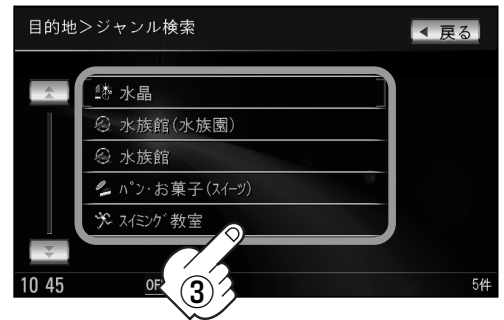 目的地>ジャンル検索
戻る
水晶
水族館(水族園)
水族館
ﾊﾟﾝ･お菓子(ｽｲｰﾂ)
ｽｲﾐﾝｸﾞ教室
10 45
OF
③
5件